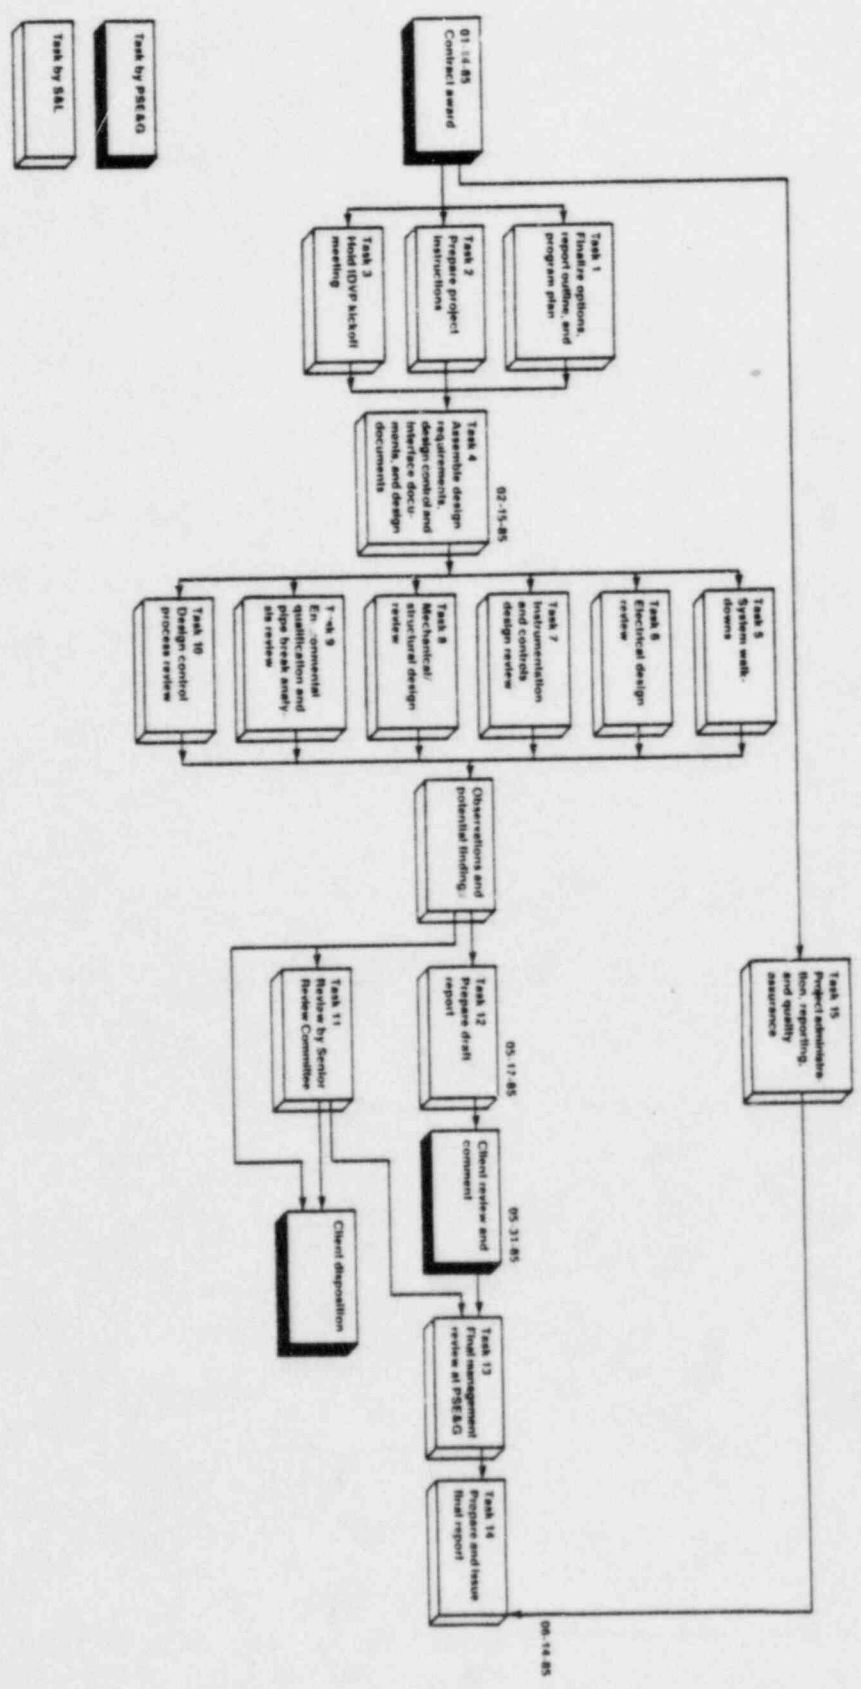 01-14-85
Contract award
Task 1
Finalize options,
report outline, and
program plan
Task 2
Prepare project
instructions
Task 3
Hold IDVP kickoff
meeting
02-15-85
Task 4
Assemble design
requirements,
design control and
interface docu-
ments, and design
documents
Task 5
System walk-
downs
Task 6
Electrical design
review
Task 7
Instrumentation
and controls
design review
Task 8
Mechanical/
structural design
review
Task 9
qualification and
pipe break analy-
sis review
Task 10
Design control
process review
Observations and
potential findings
Task 15
Project administra-
tion, reporting,
and quality
assurance
05-17-85
Task 12
Prepare draft
report
Task 11
Review by Senior
Review Committee
05-31-85
Client review and
comment
Client disposition
Task 13
Final management
review at PSE&G
Task 14
Prepare and issue
final report
06-14-85
Task by PSE&G
Task by S&L